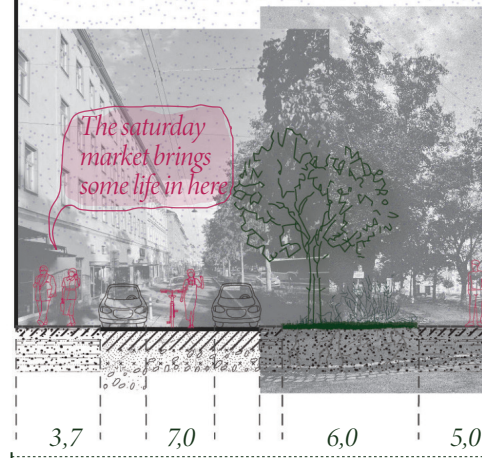 The saturday
market brings
some life in here
3,7 7,0 6,0 5,0